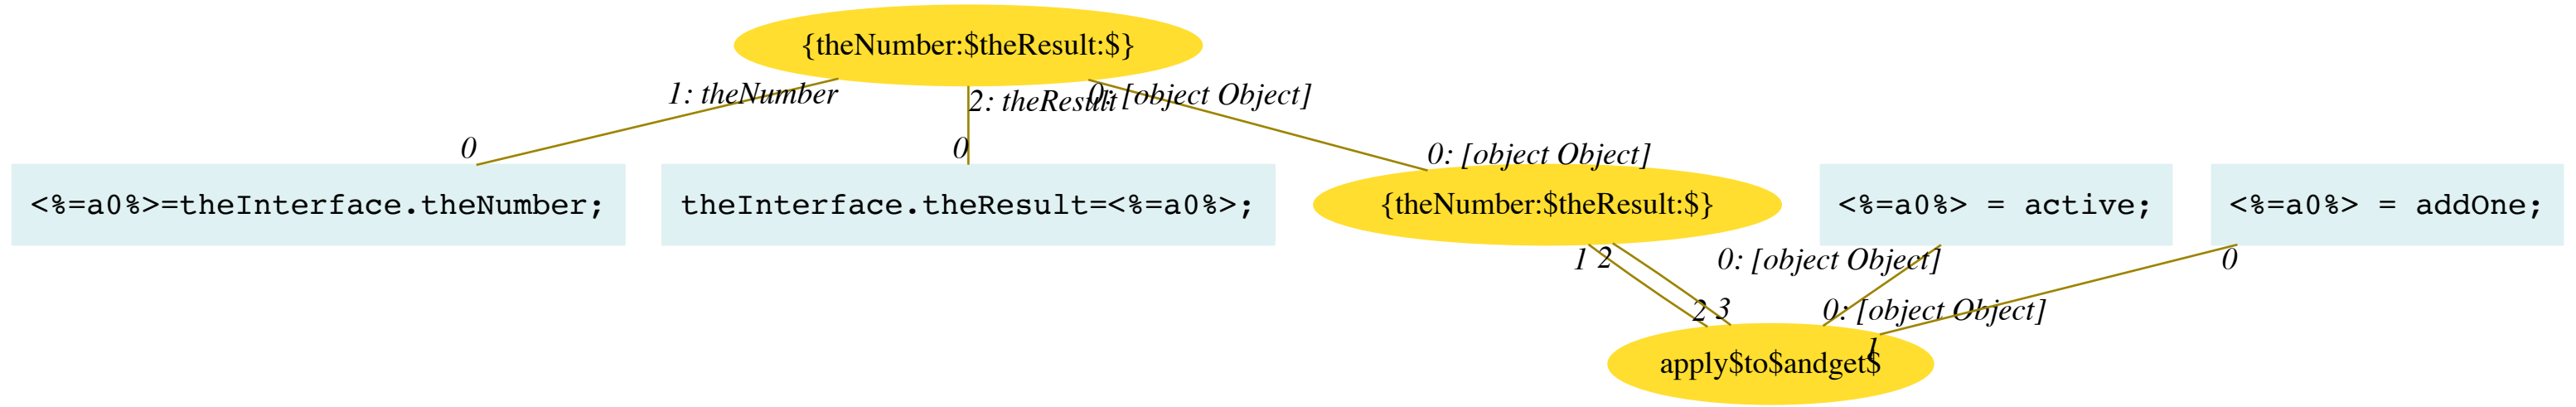 {theNumber:$theResult:$}
1: theNumber
2: theResult
0: [object Object]
0
0
0: [object Object]
<%=a0%>=theInterface.theNumber;
theInterface.theResult=<%=a0%>;
{theNumber:$theResult:$}
<%=a0%> = active;
<%=a0%> = addOne;
1
2
0: [object Object]
0
2
3
0: [object Object]
1
apply$to$andget$